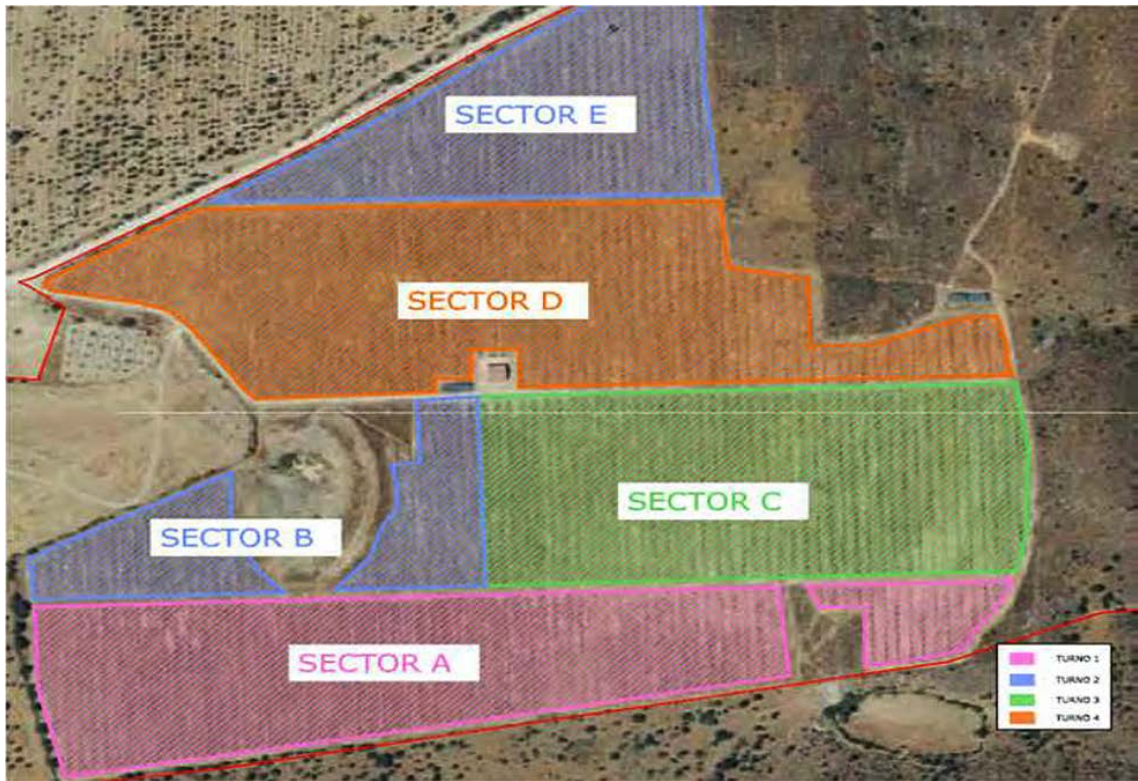 SECTOR E
SECTOR D
SECTOR C
SECTOR B
SECTOR A
TURNO 1
TURNO 2
TURNO 3
TURNO 4